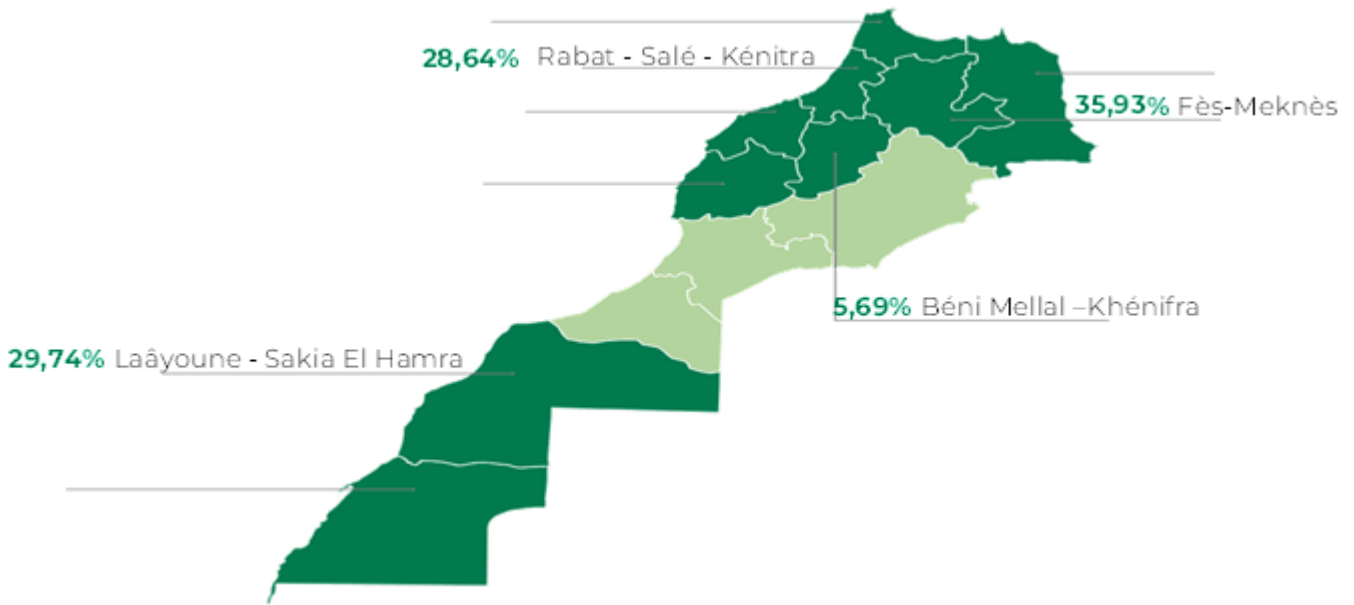 28,64% Rabat - Salé - Kénitra
35,93% Fès-Meknès
5,69% Béni Mellal –Khénifra
29,74% Laâyoune - Sakia El Hamra